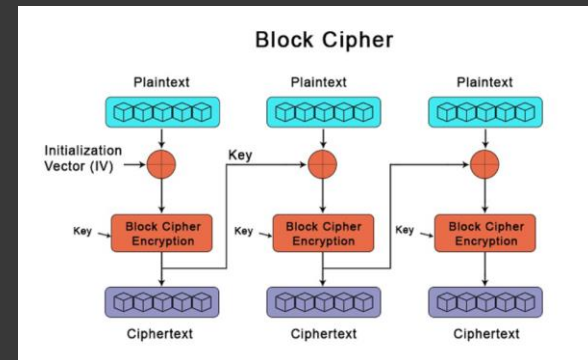 Block Cipher
Plaintext
Plaintext
Plaintext
Initialization
Vector (IV)
Key
Key
Block Cipher
Encryption
Key
Block Cipher
Encryption
Key
Block Cipher
Encryption
Ciphertext
Ciphertext
Ciphertext